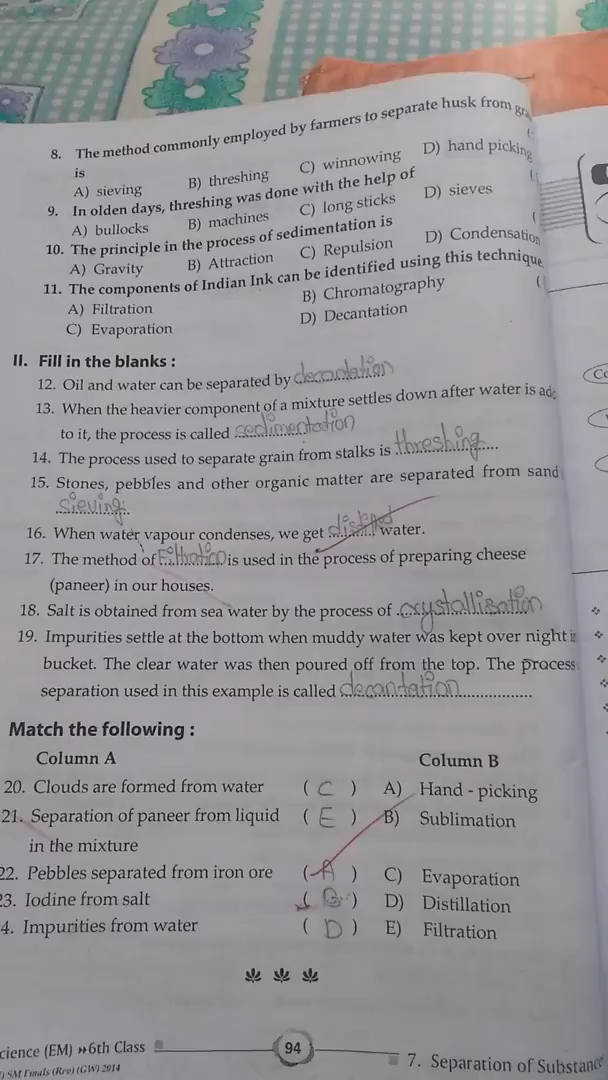 8. The method commonly employed by farmers to separate husk from
is
A) sieving B) threshing C) winnowing D) hand picking
9. In olden days, threshing was done with the help of
A) bullocks B) machines C) long sticks D) sieves
10. The principle in the process of sedimentation is
A) Gravity B) Attraction C) Repulsion D) Condensation
11. The components of Indian Ink can be identified using this technique
A) Filtration B) Chromatography (
C) Evaporation D) Decantation
II. Fill in the blanks :
12. Oil and water can be separated by decantation
13. When the heavier component of a mixture settles down after water is
to it, the process is called sedimentation
14. The process used to separate grain from stalks is threshing
15. Stones, pebbles and other organic matter are separated from sand
sieving.
16. When water vapour condenses, we get distilled water.
17. The method of Filtration is used in the process of preparing cheese
(paneer) in our houses.
18. Salt is obtained from sea water by the process of crystallisation
19. Impurities settle at the bottom when muddy water was kept over night
bucket. The clear water was then poured off from the top. The process
separation used in this example is called decantation
Match the following :
Column A Column B
20. Clouds are formed from water ( C ) A) Hand - picking
21. Separation of paneer from liquid ( E ) B) Sublimation
in the mixture
22. Pebbles separated from iron ore ( A ) C) Evaporation
23. Iodine from salt ( B ) D) Distillation
4. Impurities from water ( D ) E) Filtration
cience (EM) »6th Class 94 7. Separation of Substance
SM Finals (Rev) (GW) 2014